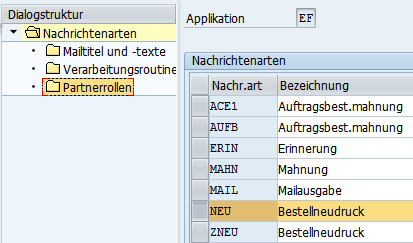 Dialogstruktur
Nachrichtenarten
Mailtitel und -texte
Verarbeitungsroutine
Partnerrollen
Applikation EF
Nachrichtenarten
Nachr.art Bezeichnung
ACE1 Auftragsbest.mahnung
AUFB Auftragsbest.mahnung
ERIN Erinnerung
MAHN Mahnung
MAIL Mailausgabe
NEU Bestellneudruck
ZNEU Bestellneudruck